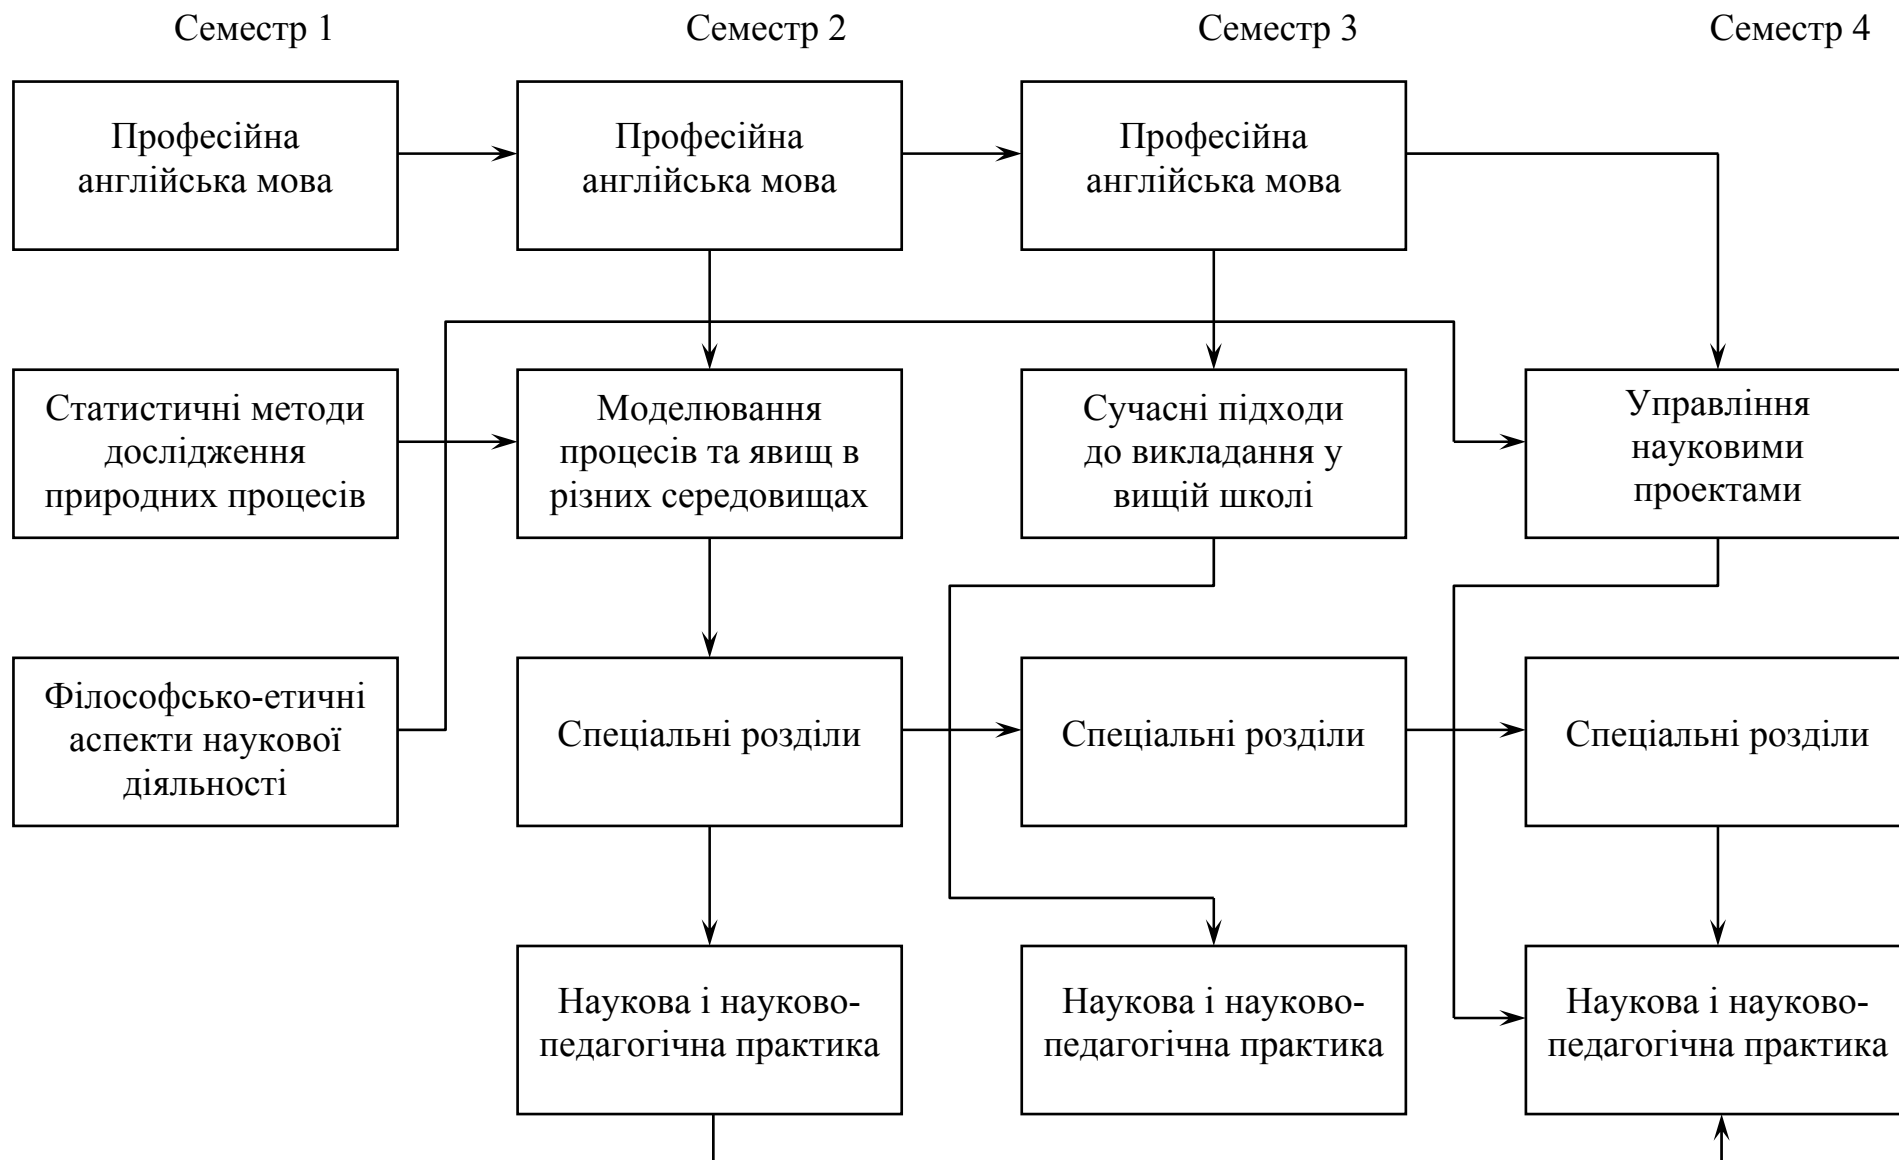 Семестр 1
Семестр 2
Семестр 3
Семестр 4
Професійна
англійська мова
Професійна
англійська мова
Професійна
англійська мова
Статистичні методи
дослідження
природних процесів
Моделювання
процесів та явищ в
різних середовищах
Сучасні підходи
до викладання у
вищій школі
Управління
науковими
проектами
Філософсько-етичні
аспекти наукової
діяльності
Спеціальні розділи
Спеціальні розділи
Спеціальні розділи
Наукова і науково-
педагогічна практика
Наукова і науково-
педагогічна практика
Наукова і науково-
педагогічна практика